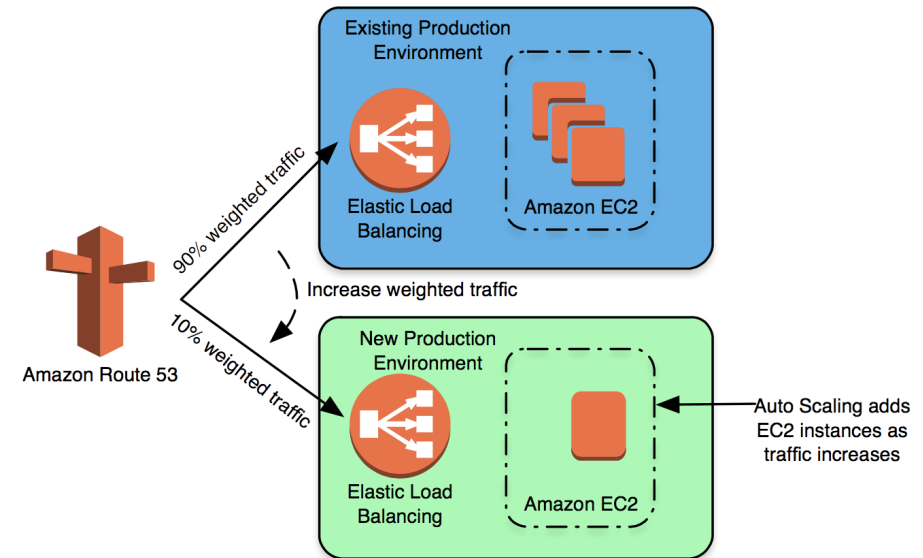 Existing Production
Environment
Elastic Load
Balancing
Amazon EC2
90% weighted traffic
Increase weighted traffic
10% weighted traffic
Amazon Route 53
New Production
Environment
Elastic Load
Balancing
Amazon EC2
Auto Scaling adds
EC2 instances as
traffic increases